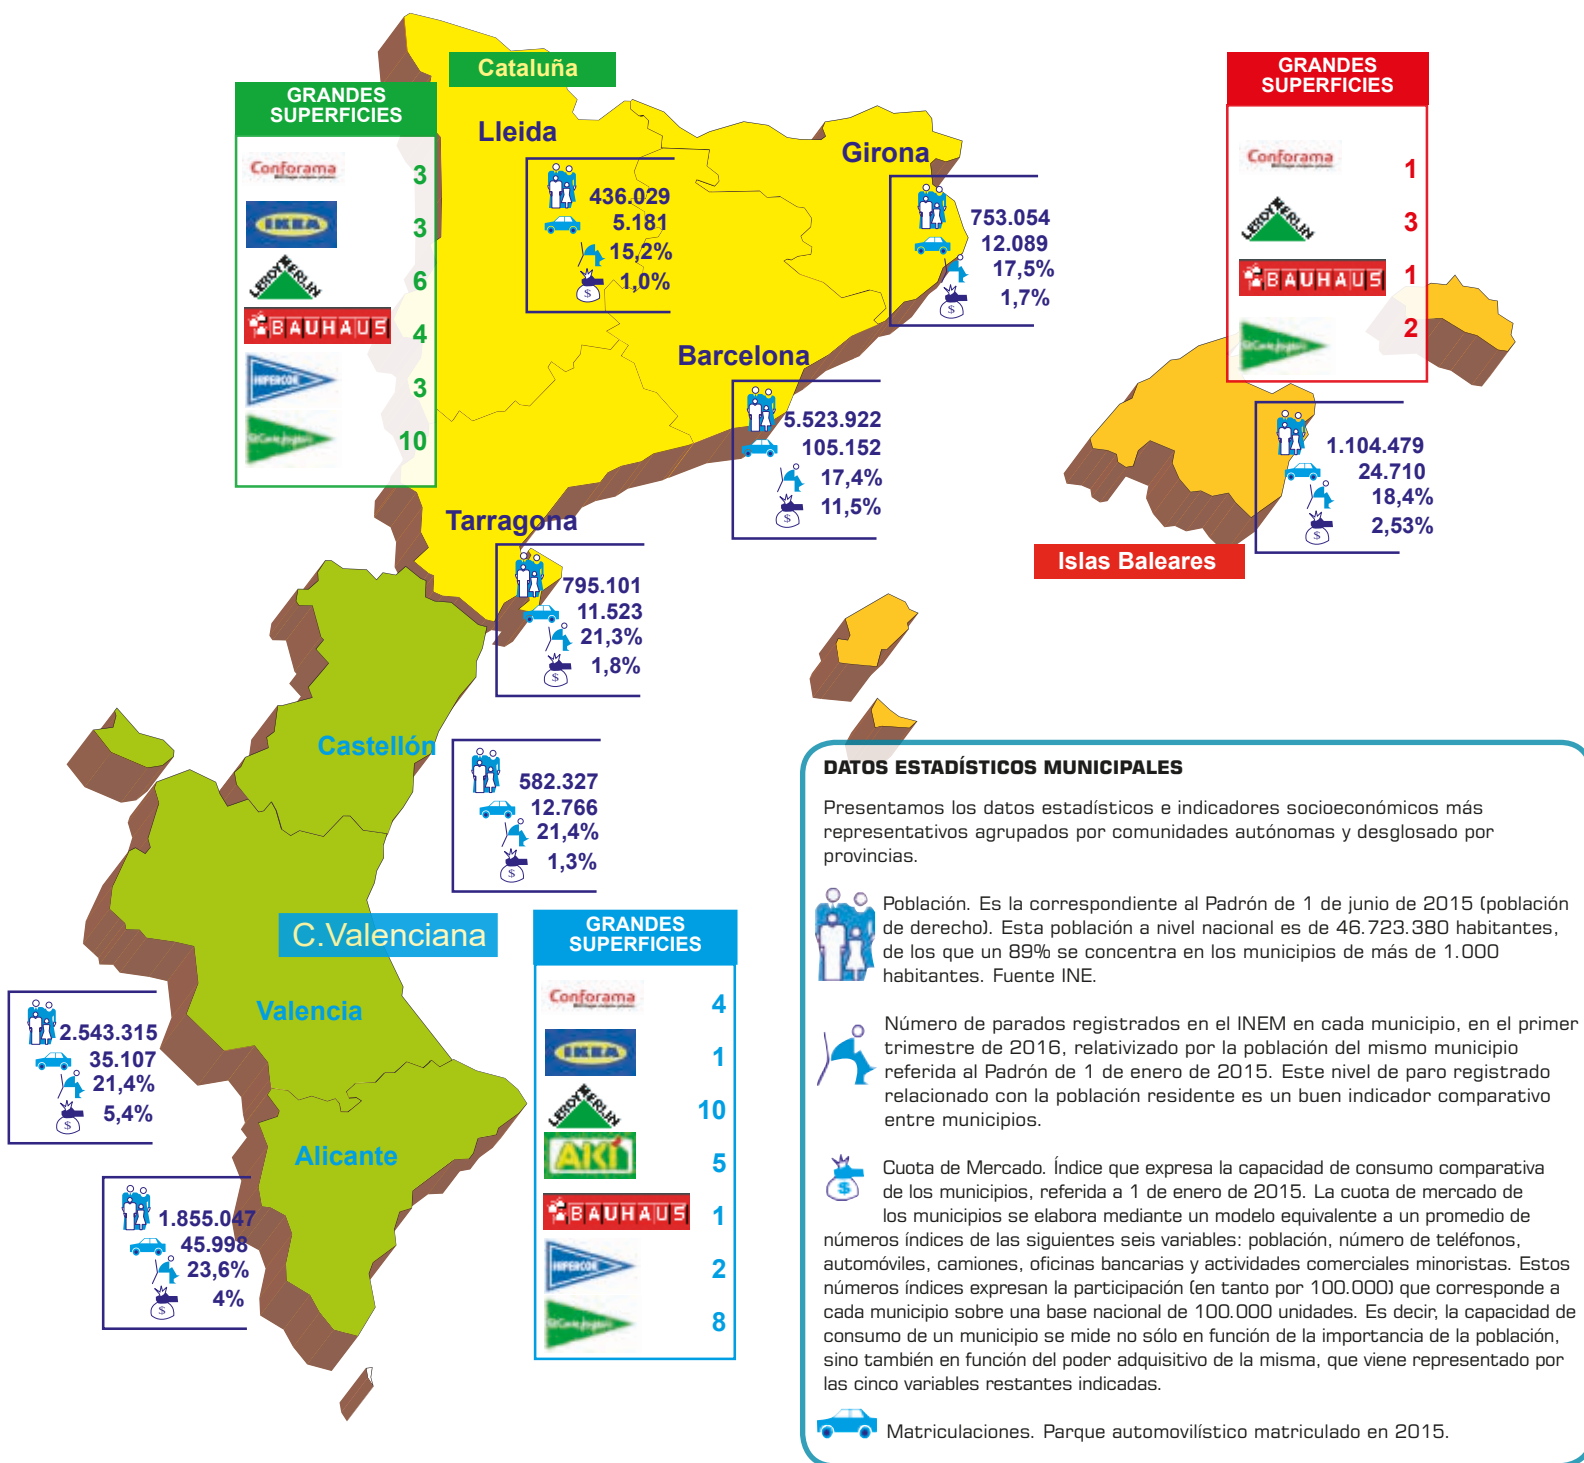 Cataluña
GRANDES
SUPERFICIES
Conforama
3
IKEA
3
LEROY MERLIN
6
BAUHAUS
4
HIPERCOR
3
El Corte Inglés
10
Lleida
436.029
5.181
15,2%
1,0%
$
Girona
753.054
12.089
17,5%
1,7%
$
Barcelona
5.523.922
105.152
17,4%
11,5%
$
Tarragona
795.101
11.523
21,3%
1,8%
$
GRANDES
SUPERFICIES
Conforama
1
LEROY MERLIN
3
BAUHAUS
1
El Corte Inglés
2
1.104.479
24.710
18,4%
2,53%
$
Islas Baleares
Castellón
582.327
12.766
21,4%
1,3%
$
C.Valenciana
Valencia
2.543.315
35.107
21,4%
5,4%
$
Alicante
1.855.047
45.998
23,6%
4%
$
GRANDES
SUPERFICIES
Conforama
4
IKEA
1
LEROY MERLIN
10
AKI
5
BAUHAUS
1
HIPERCOR
2
El Corte Inglés
8
DATOS ESTADÍSTICOS MUNICIPALES
Presentamos los datos estadísticos e indicadores socioeconómicos más
representativos agrupados por comunidades autónomas y desglosado por
provincias.
Población. Es la correspondiente al Padrón de 1 de junio de 2015 (población
de derecho). Esta población a nivel nacional es de 46.723.380 habitantes,
de los que un 89% se concentra en los municipios de más de 1.000
habitantes. Fuente INE.
Número de parados registrados en el INEM en cada municipio, en el primer
trimestre de 2016, relativizado por la población del mismo municipio
referida al Padrón de 1 de enero de 2015. Este nivel de paro registrado
relacionado con la población residente es un buen indicador comparativo
entre municipios.
$
Cuota de Mercado. Índice que expresa la capacidad de consumo comparativa
de los municipios, referida a 1 de enero de 2015. La cuota de mercado de
los municipios se elabora mediante un modelo equivalente a un promedio de
números índices de las siguientes seis variables: población, número de teléfonos,
automóviles, camiones, oficinas bancarias y actividades comerciales minoristas. Estos
números índices expresan la participación (en tanto por 100.000) que corresponde a
cada municipio sobre una base nacional de 100.000 unidades. Es decir, la capacidad de
consumo de un municipio se mide no sólo en función de la importancia de la población,
sino también en función del poder adquisitivo de la misma, que viene representado por
las cinco variables restantes indicadas.
Matriculaciones. Parque automovilístico matriculado en 2015.